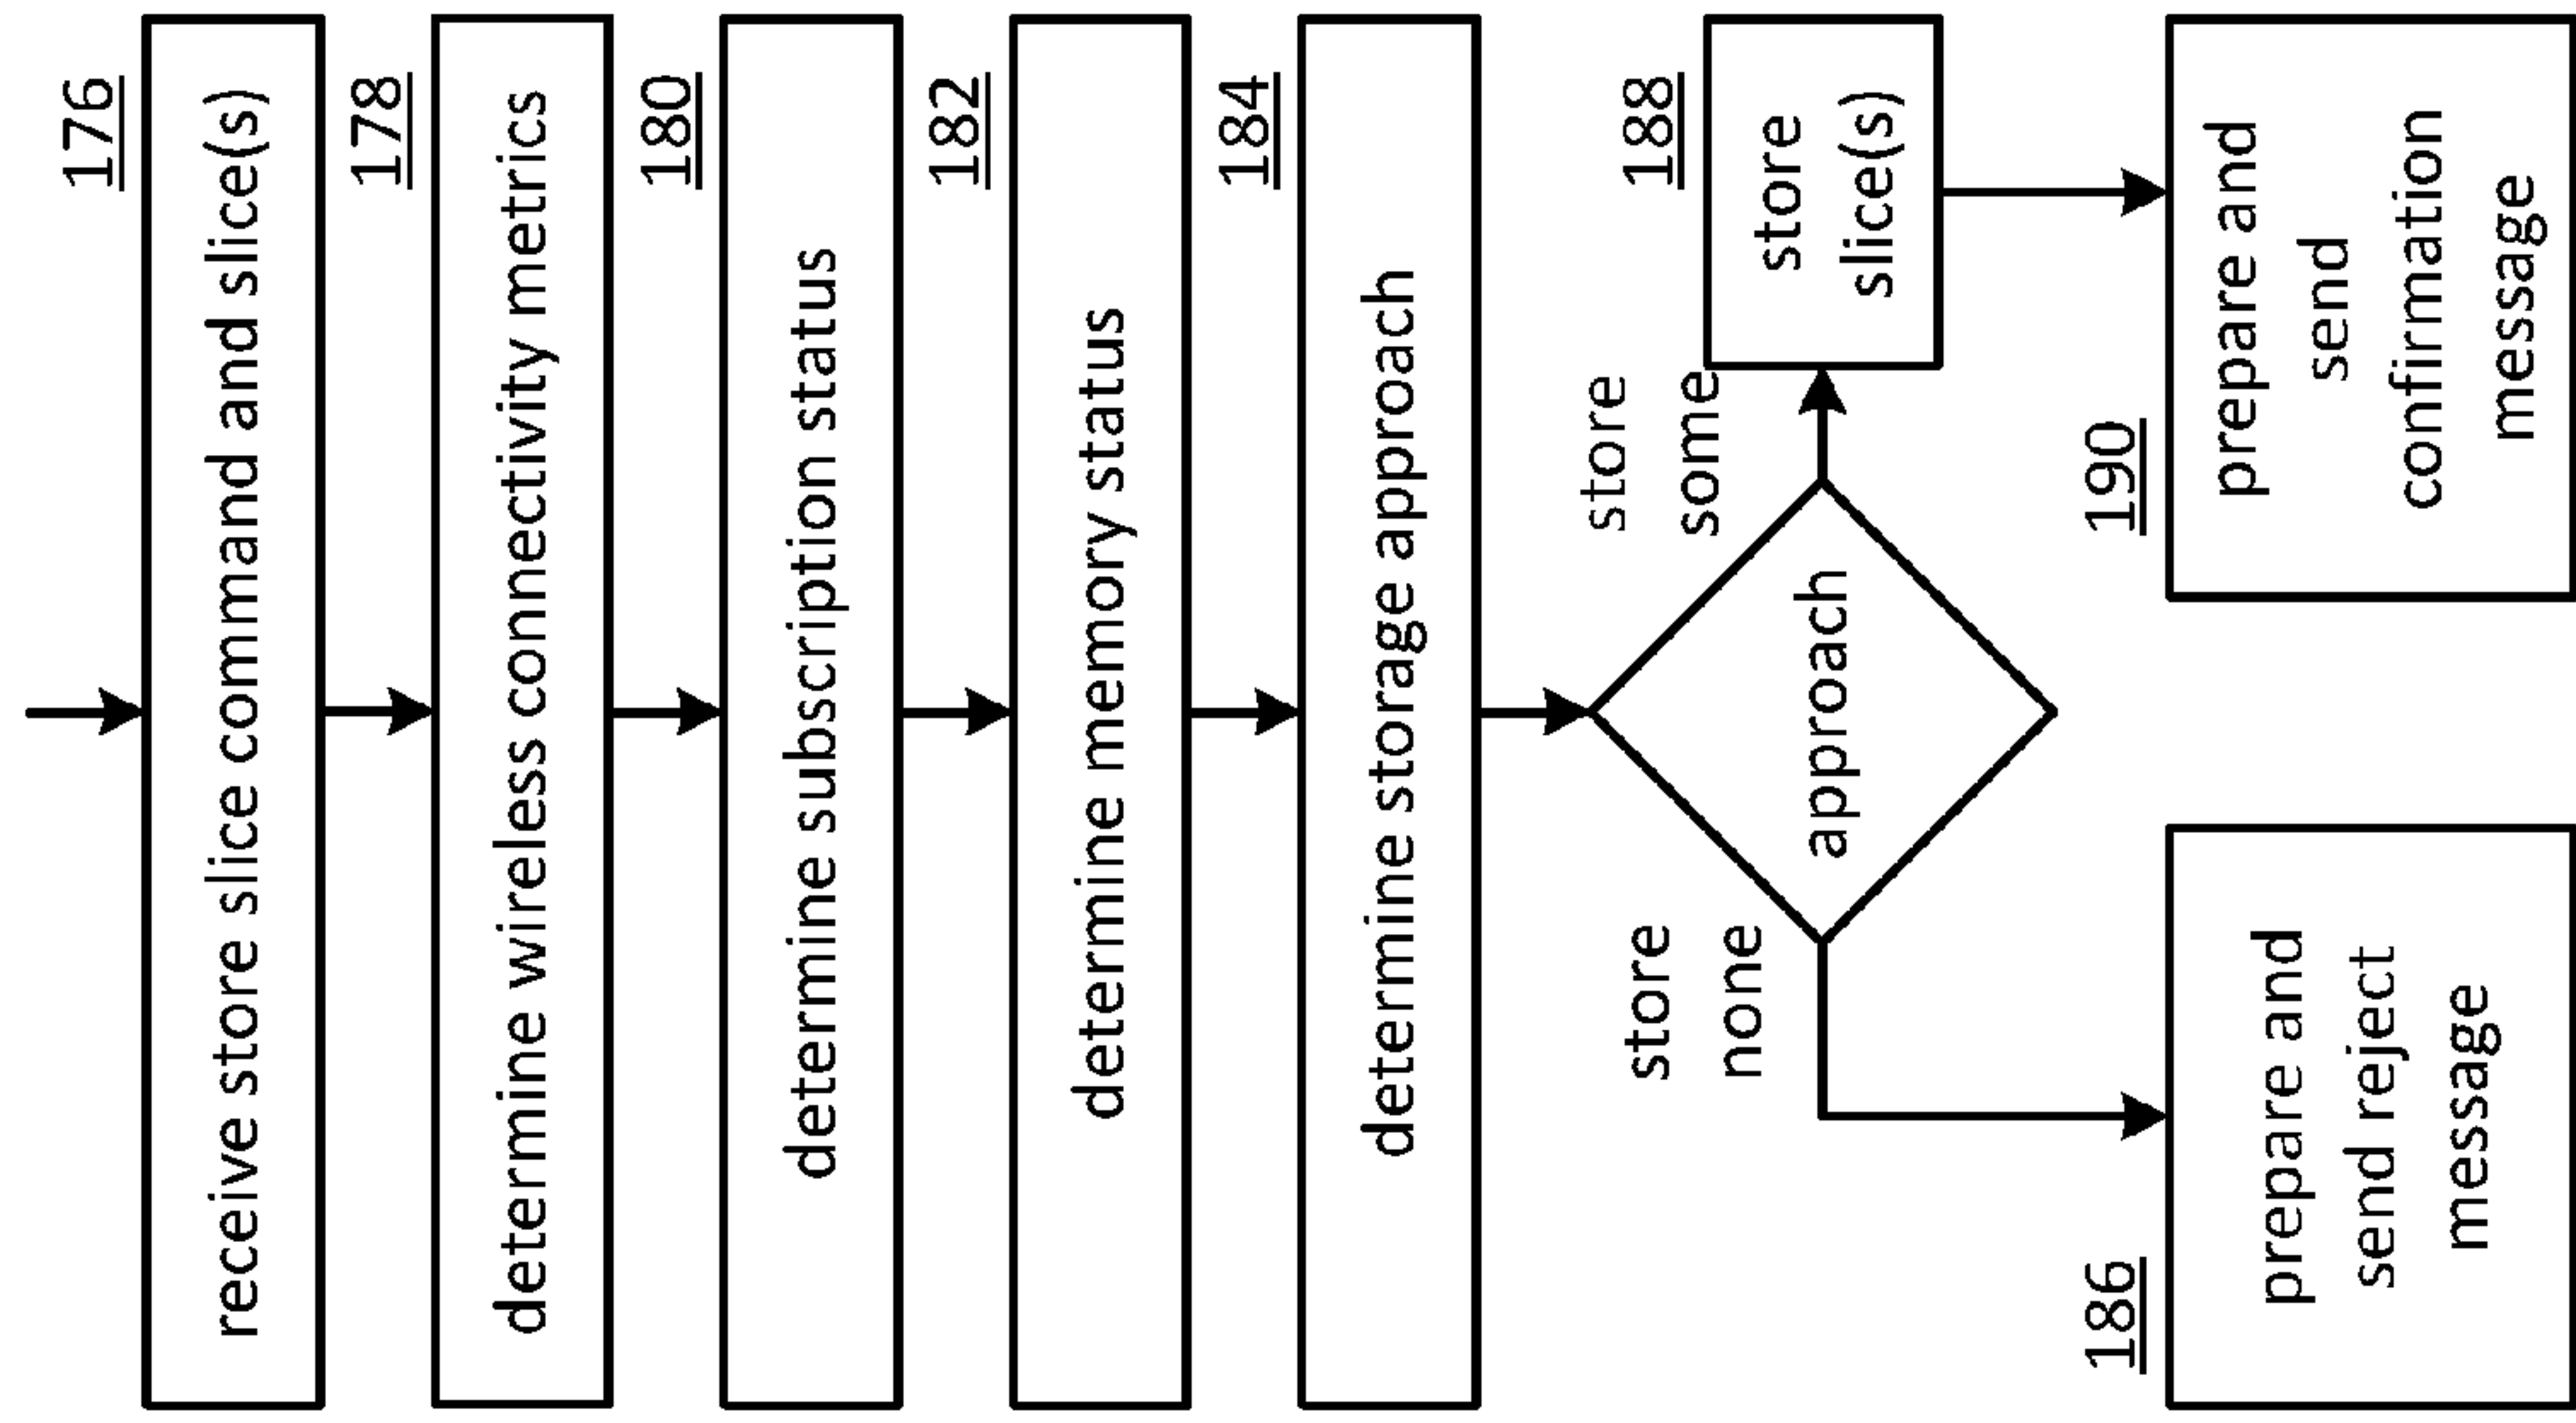 176
receive store slice command and slice(s)
178
determine wireless connectivity metrics
180
determine subscription status
182
determine memory status
184
determine storage approach
approach
store
none
store
some
188
store
slice(s)
186
prepare and
send reject
message
190
prepare and
send
confirmation
message